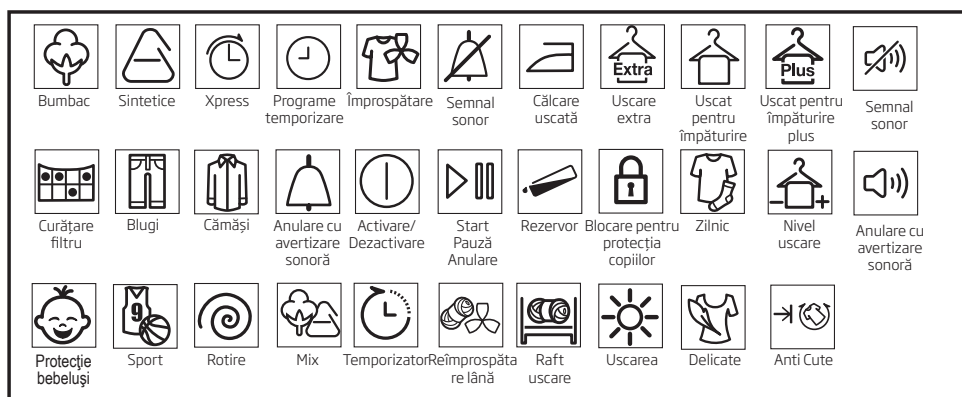 Extra
Plus
Bumbac
Sintetice
Xpress
Programe
temporizare
Împrospătare
Semnal
sonor
Călcare
uscată
Uscare
extra
Uscat
pentru
împăturire
Uscat pentru
împăturire
plus
Semnal
sonor
Curățare
filtru
Blugi
Cămăși
Anulare cu
avertizare
sonoră
Activare/
Dezactivare
Start
Pauză
Anulare
Rezervor
Blocare pentru
protecția
copiilor
Zilnic
Nivel
uscare
Anulare cu
avertizare
sonoră
9
Protecţie
bebeluşi
Sport
Rotire
Mix
Temporizator
Reîmprospăta
re lână
Raft
uscare
Uscarea
Delicate
Anti Cute